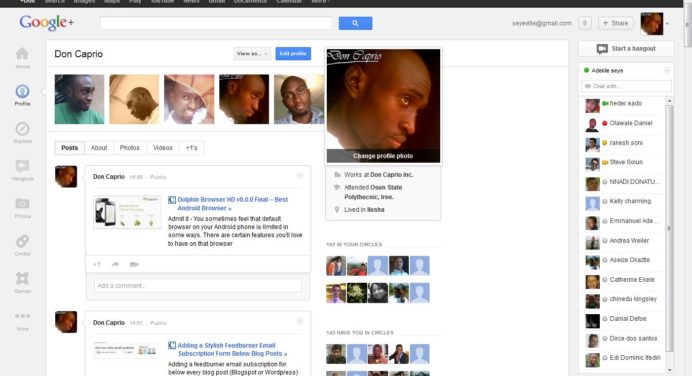 Search Images Maps Play YouTube News Gmail Documents Calendar More
Google+
seyiwille@gmail.com
0
+ Share
Don Caprio
View as...
Edit profile
Don Caprio
Change profile photo
Start a hangout
Adekile seye
Chat with...
Home
Profile
Explore
Hangouts
Photos
Circles
Games
More
Posts
About
Photos
Videos
+1's
Works at Don Caprio Inc.
Attended Osun State
Polythecnic, Iree.
Lived in Ilesha
Don Caprio 16:50 - Public
Dolphin Browser HD v8.0.0 Final – Best
Android Browser »
Admit it - You sometimes feel that default
browser on your Android phone is limited in
some ways. There are certain features you'll love
to have on that browser
+1
Add a comment...
107 IN YOUR CIRCLES
143 HAVE YOU IN CIRCLES
Don Caprio 14:51 - Public
Adding a Stylish Feedburner Email
Subscription Form Below Blog Posts »
Adding a feedburner email subscription for
below every blog post (Blogspot or Wordpress)
heder eado
Olawale Daniel
rakesh soni
Steve Solun
NNADI DONATU...
Kelly charming
Emmanuel Ade...
Andrea Weiler
Aseize Okaztle
Catherine Ekele
chinedu kingsley
Danial Defoe
Dirce dos santos
Edi Dominic Ifediri